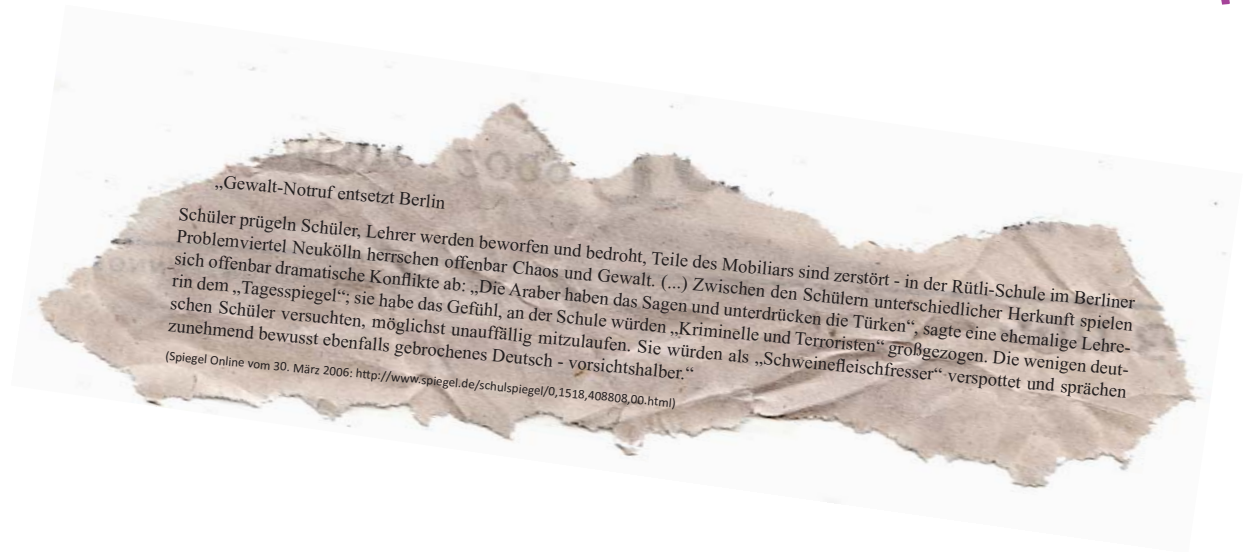 „Gewalt-Notruf entsetzt Berlin
Schüler prügeln Schüler, Lehrer werden beworfen und bedroht, Teile des Mobiliars sind zerstört - in der Rütli-Schule im Berliner
Problemviertel Neukölln herrschen offenbar Chaos und Gewalt. (...) Zwischen den Schülern unterschiedlicher Herkunft spielen
sich offenbar dramatische Konflikte ab: „Die Araber haben das Sagen und unterdrücken die Türken“, sagte eine ehemalige Lehre-
rin dem „Tagesspiegel“; sie habe das Gefühl, an der Schule würden „Kriminelle und Terroristen“ großgezogen. Die wenigen deut-
schen Schüler versuchten, möglichst unauffällig mitzulaufen. Sie würden als „Schweinefleischfresser“ verspottet und sprächen
zunehmend bewusst ebenfalls gebrochenes Deutsch - vorsichtshalber.“
(Spiegel Online vom 30. März 2006: http://www.spiegel.de/schulspiegel/0,1518,408808,00.html)